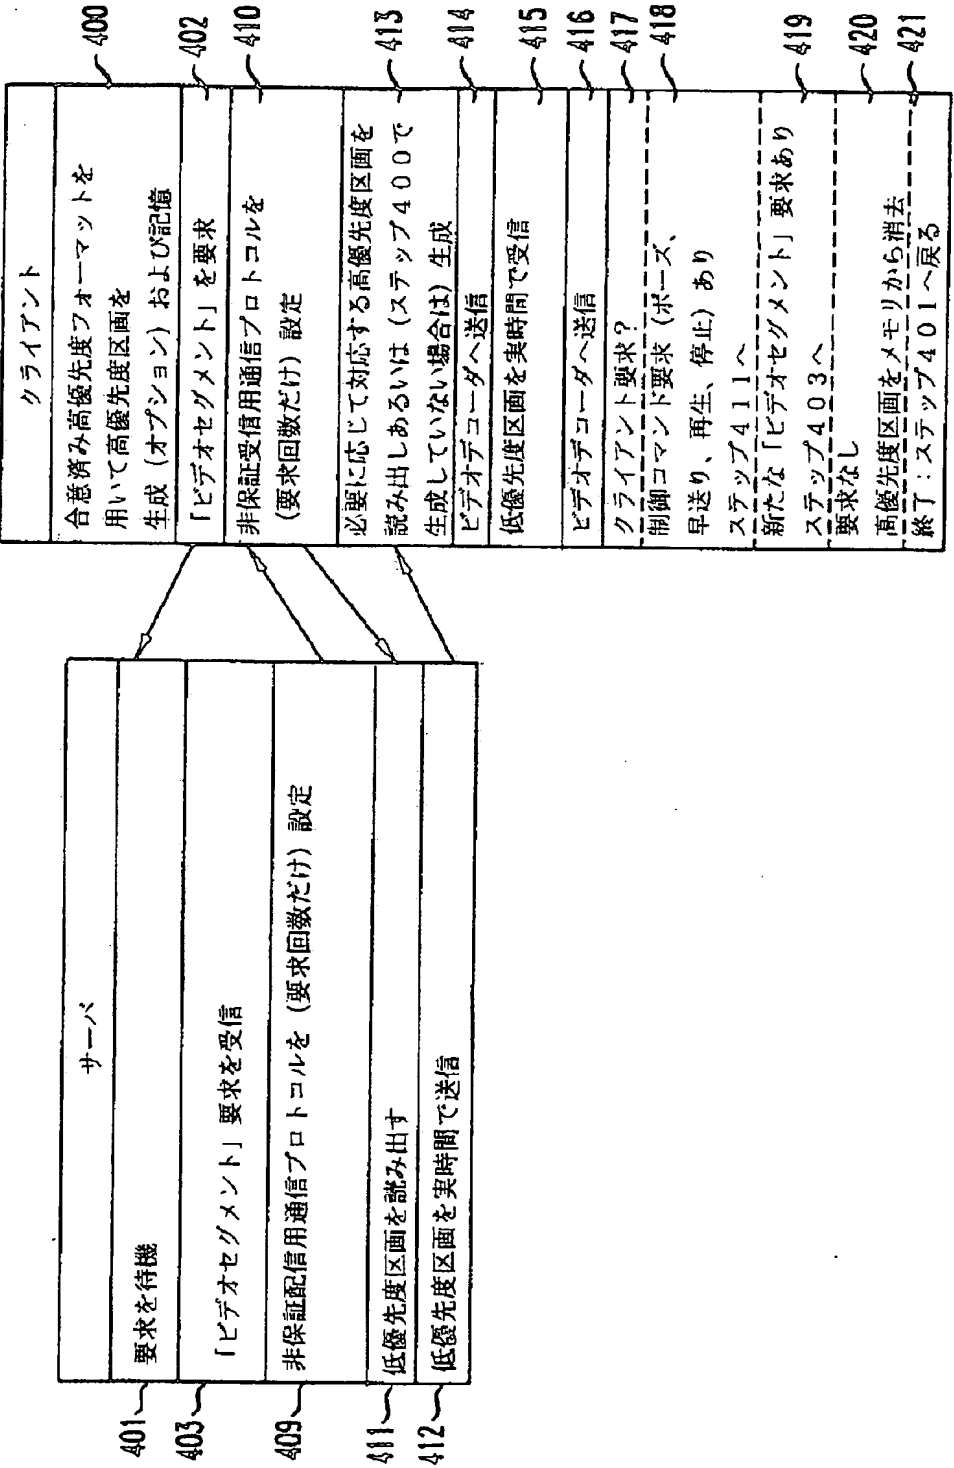 サーバ
401
要求を待機
403
「ビデオセグメント」要求を受信
409
非保証配信用通信プロトコルを（要求回数だけ）設定
411
低優先度区画を読み出す
412
低優先度区画を実時間で送信
クライアント
合意済み高優先度フォーマットを
用いて高優先度区画を
生成（オプション）および記憶
400
「ビデオセグメント」を要求
402
非保証受信用通信プロトコルを
（要求回数だけ）設定
410
必要に応じて対応する高優先度区画を
読み出しあるいは（ステップ４００で
生成していない場合は）生成
413
ビデオデコーダへ送信
414
低優先度区画を実時間で受信
415
ビデオデコーダへ送信
416
クライアント要求？
417
制御コマンド要求（ポーズ、
早送り、再生、停止）あり
ステップ４１１へ
418
新たな「ビデオセグメント」要求あり
ステップ４０３へ
419
要求なし
高優先度区画をメモリから消去
420
終了：ステップ４０１へ戻る
421